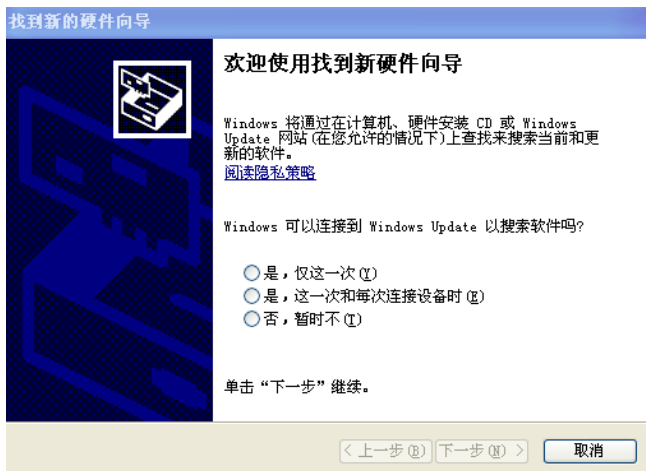 找到新的硬件向导
欢迎使用找到新硬件向导
Windows 将通过在计算机、硬件安装 CD 或 Windows
Update 网站(在您允许的情况下)上查找来搜索当前和更
新的软件。
阅读隐私策略
Windows 可以连接到 Windows Update 以搜索软件吗?
是，仅这一次(Y)
是，这一次和每次连接设备时(E)
否，暂时不(T)
单击“下一步”继续。
< 上一步(B) 下一步(N) > 取消